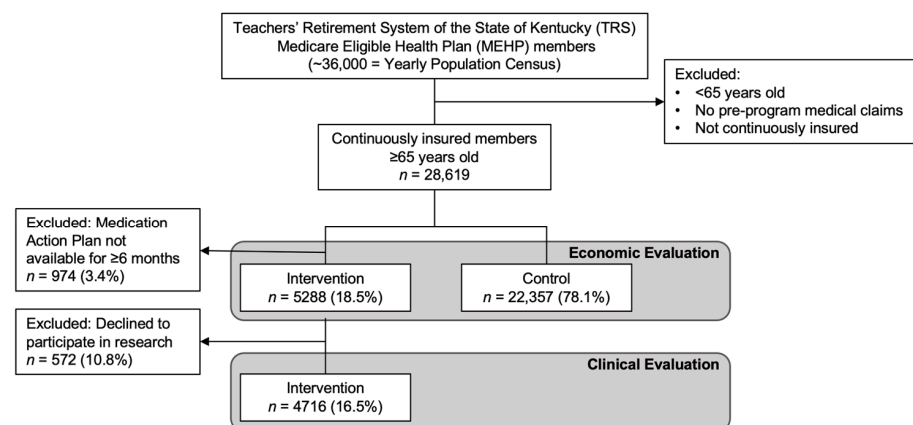 Teachers’ Retirement System of the State of Kentucky (TRS)
Medicare Eligible Health Plan (MEHP) members
(~36,000 = Yearly Population Census)
Excluded:
• <65 years old
• No pre-program medical claims
• Not continuously insured
Continuously insured members
≥65 years old
n = 28,619
Excluded: Medication
Action Plan not
available for ≥6 months
n = 974 (3.4%)
Economic Evaluation
Intervention
n = 5288 (18.5%)
Control
n = 22,357 (78.1%)
Excluded: Declined to
participate in research
n = 572 (10.8%)
Clinical Evaluation
Intervention
n = 4716 (16.5%)